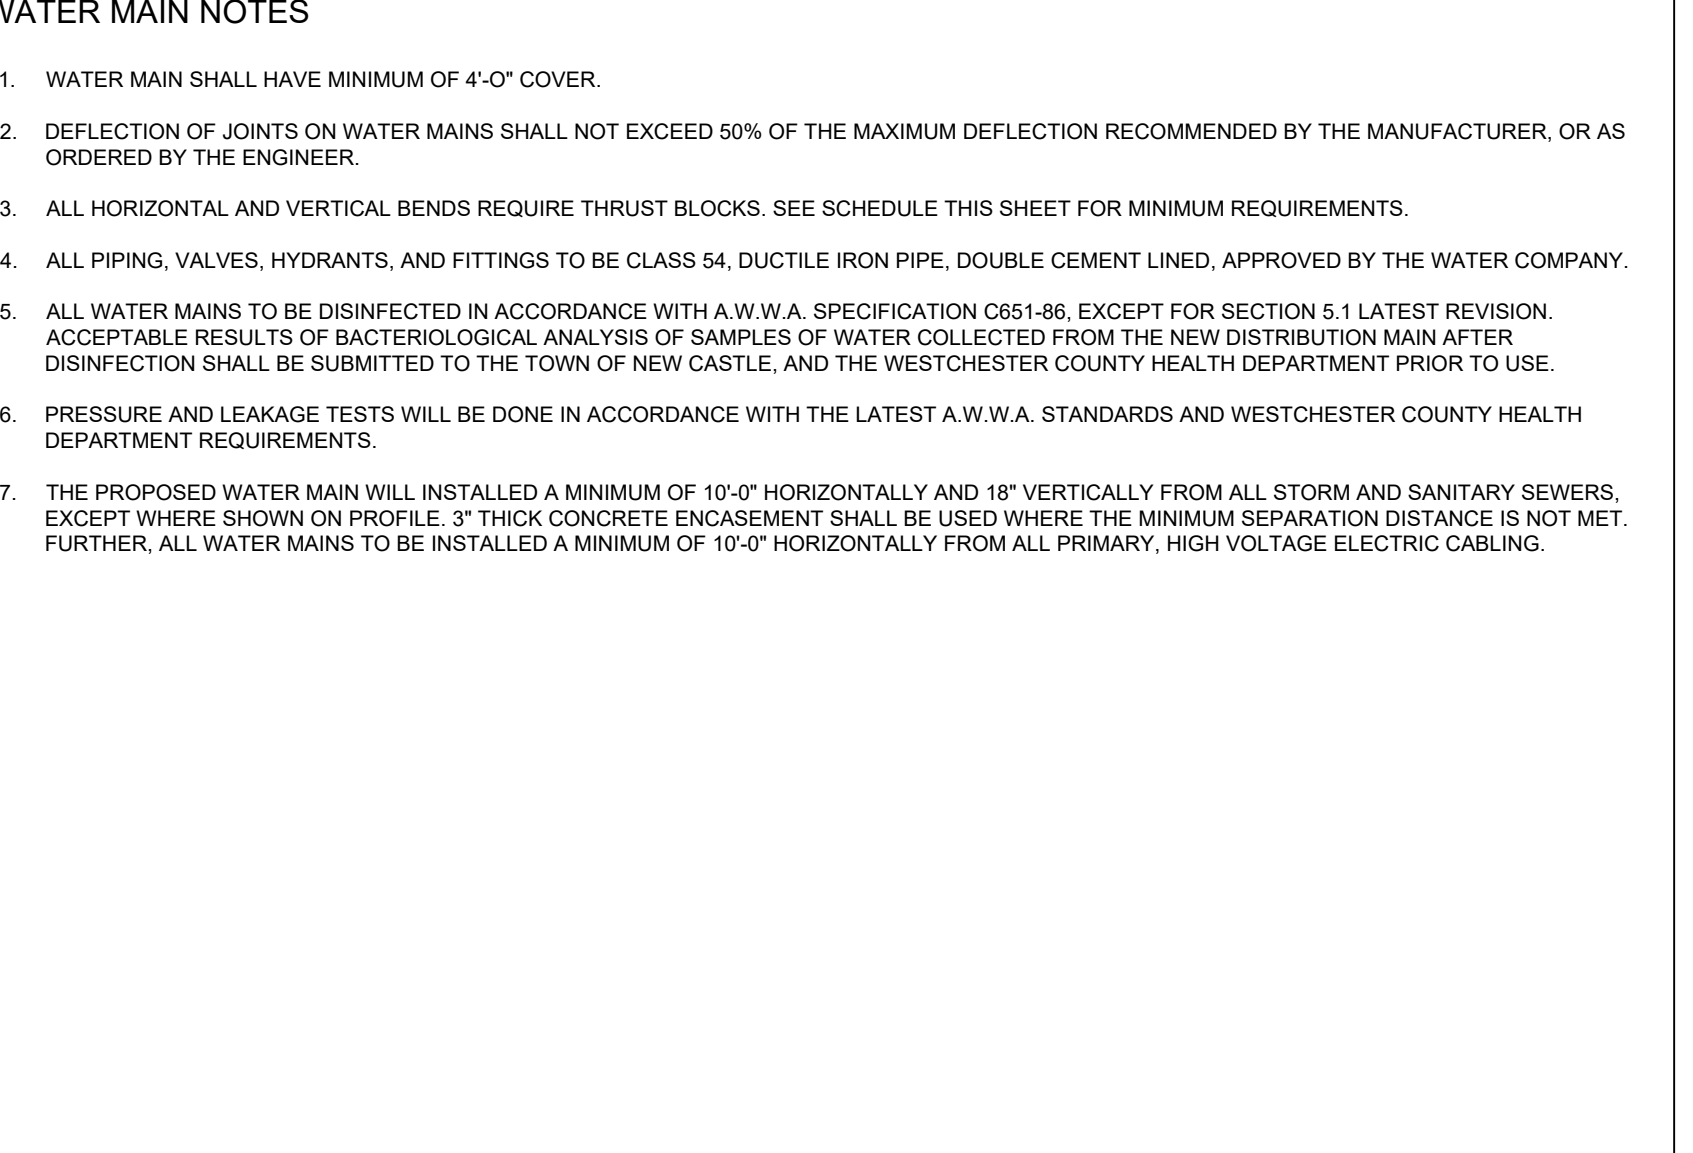 WATER MAIN NOTES
1. WATER MAIN SHALL HAVE MINIMUM OF 4'-O" COVER.
2. DEFLECTION OF JOINTS ON WATER MAINS SHALL NOT EXCEED 50% OF THE MAXIMUM DEFLECTION RECOMMENDED BY THE MANUFACTURER, OR AS
ORDERED BY THE ENGINEER.
3. ALL HORIZONTAL AND VERTICAL BENDS REQUIRE THRUST BLOCKS. SEE SCHEDULE THIS SHEET FOR MINIMUM REQUIREMENTS.
4. ALL PIPING, VALVES, HYDRANTS, AND FITTINGS TO BE CLASS 54, DUCTILE IRON PIPE, DOUBLE CEMENT LINED, APPROVED BY THE WATER COMPANY.
5. ALL WATER MAINS TO BE DISINFECTED IN ACCORDANCE WITH A.W.W.A. SPECIFICATION C651-86, EXCEPT FOR SECTION 5.1 LATEST REVISION.
ACCEPTABLE RESULTS OF BACTERIOLOGICAL ANALYSIS OF SAMPLES OF WATER COLLECTED FROM THE NEW DISTRIBUTION MAIN AFTER
DISINFECTION SHALL BE SUBMITTED TO THE TOWN OF NEW CASTLE, AND THE WESTCHESTER COUNTY HEALTH DEPARTMENT PRIOR TO USE.
6. PRESSURE AND LEAKAGE TESTS WILL BE DONE IN ACCORDANCE WITH THE LATEST A.W.W.A. STANDARDS AND WESTCHESTER COUNTY HEALTH
DEPARTMENT REQUIREMENTS.
7. THE PROPOSED WATER MAIN WILL INSTALLED A MINIMUM OF 10'-0" HORIZONTALLY AND 18" VERTICALLY FROM ALL STORM AND SANITARY SEWERS,
EXCEPT WHERE SHOWN ON PROFILE. 3" THICK CONCRETE ENCASEMENT SHALL BE USED WHERE THE MINIMUM SEPARATION DISTANCE IS NOT MET.
FURTHER, ALL WATER MAINS TO BE INSTALLED A MINIMUM OF 10'-0" HORIZONTALLY FROM ALL PRIMARY, HIGH VOLTAGE ELECTRIC CABLING.